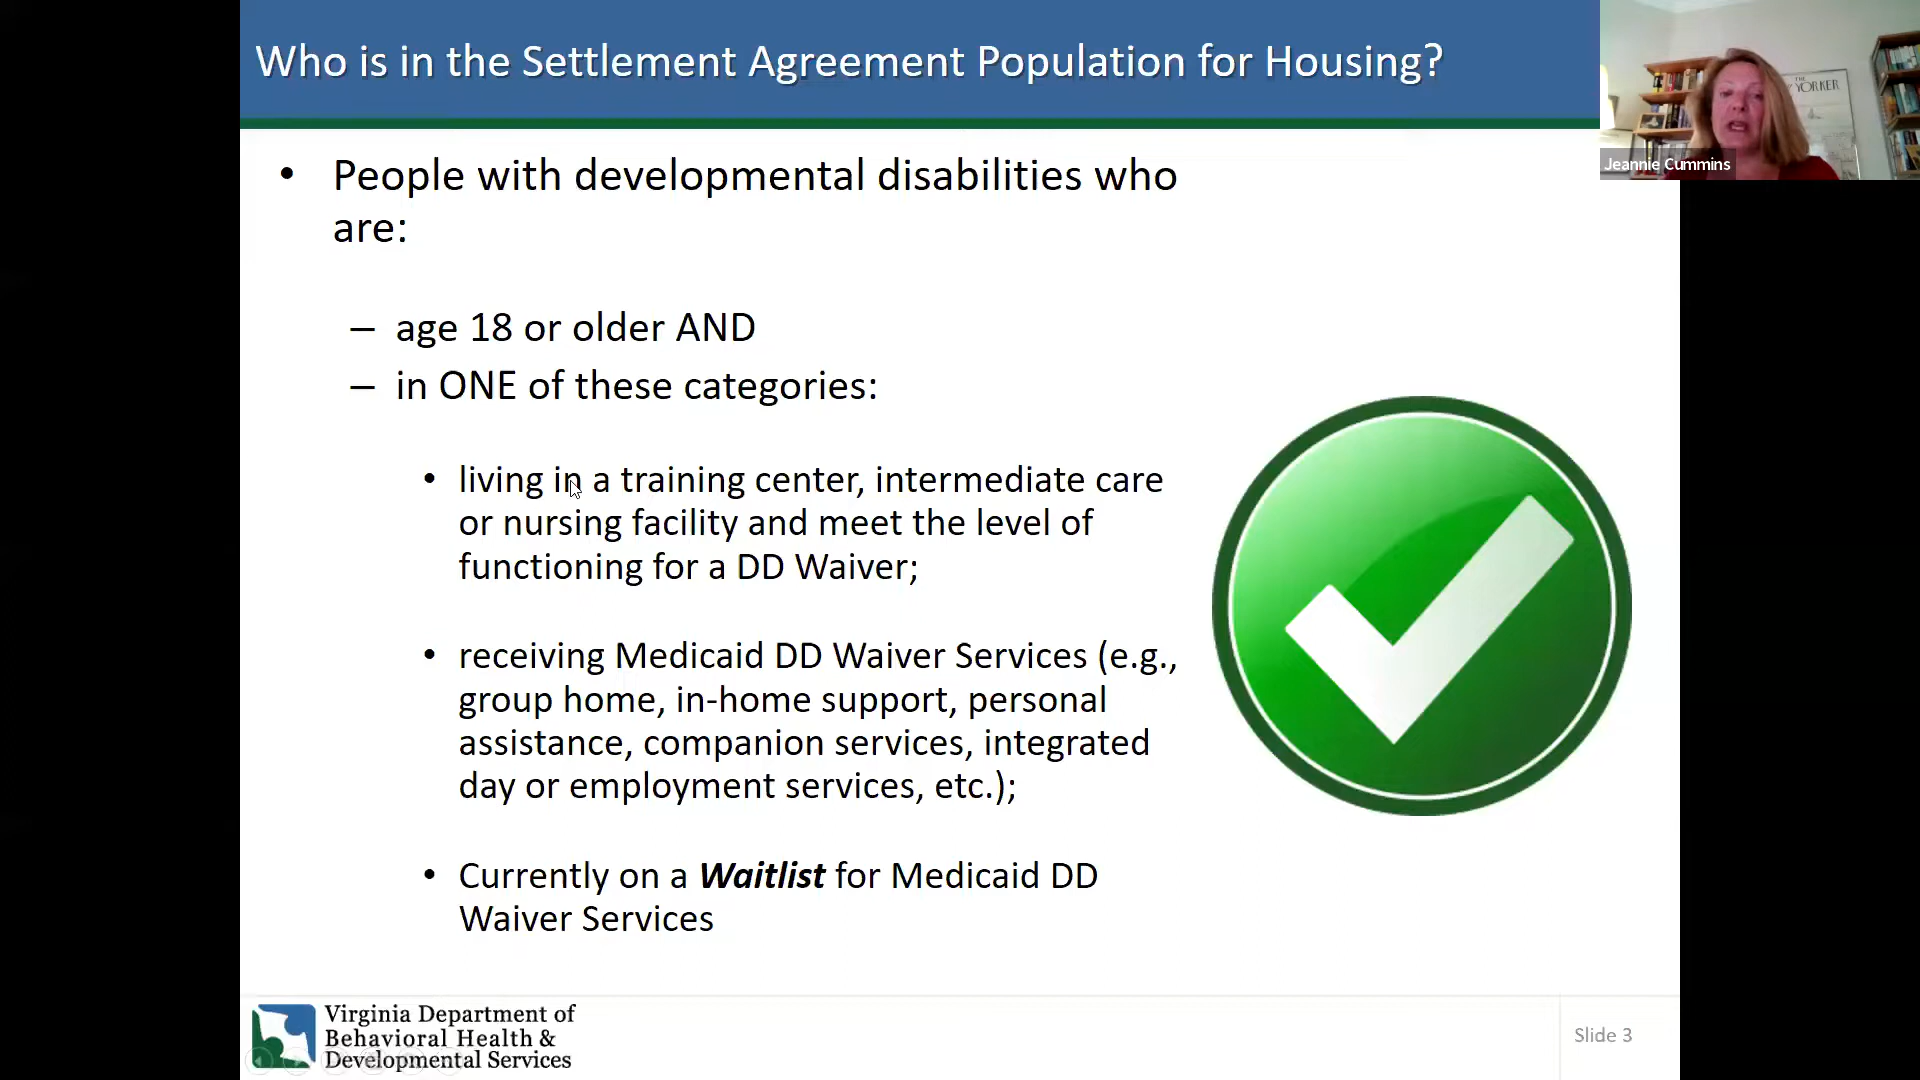 Who is in the Settlement Agreement Population for Housing?
THE
YORKER
Jeannie Cummins
• People with developmental disabilities who
are:
– age 18 or older AND
– in ONE of these categories:
• living in a training center, intermediate care
or nursing facility and meet the level of
functioning for a DD Waiver;
• receiving Medicaid DD Waiver Services (e.g.,
group home, in-home support, personal
assistance, companion services, integrated
day or employment services, etc.);
• Currently on a Waitlist for Medicaid DD
Waiver Services
Virginia Department of
Behavioral Health &
Developmental Services
Slide 3